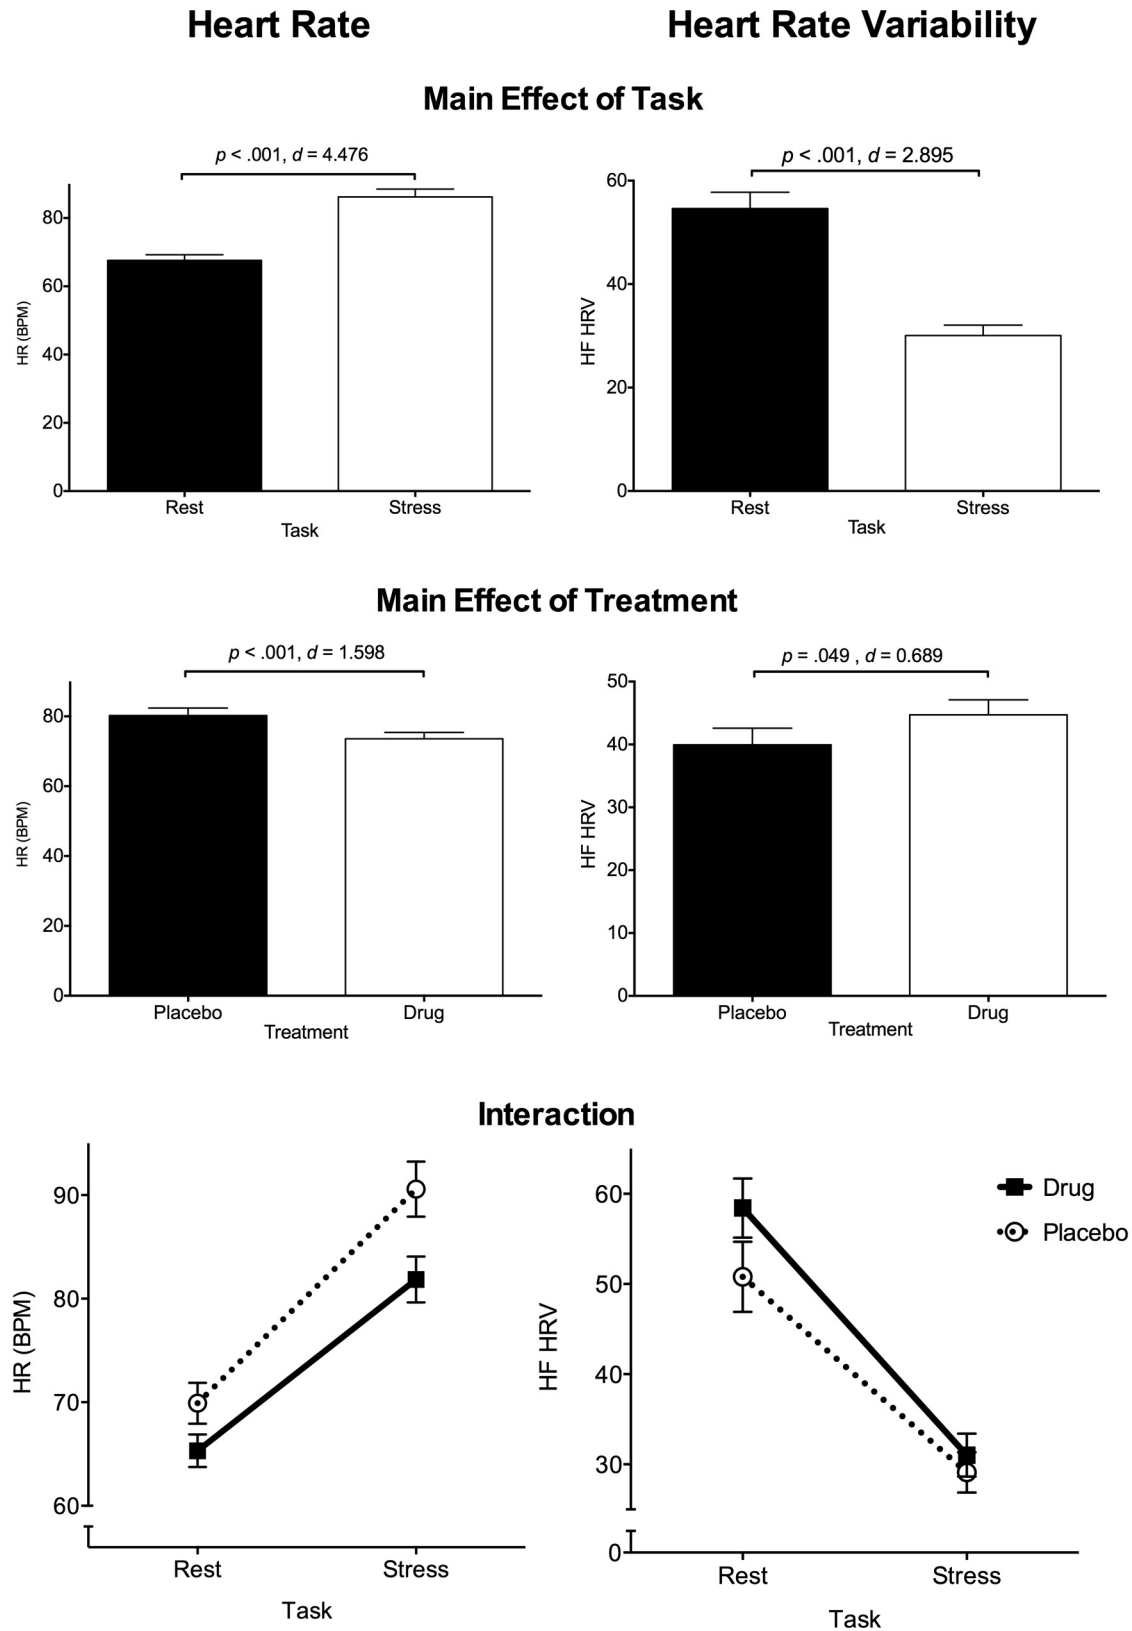 Heart Rate
Heart Rate Variability
Main Effect of Task
p < .001, d = 4.476
HR (BPM)
80
60
40
20
0
Rest
Stress
Task
p < .001, d = 2.895
HF HRV
60
40
20
0
Rest
Stress
Task
Main Effect of Treatment
p < .001, d = 1.598
HR (BPM)
80
60
40
20
0
Placebo
Drug
Treatment
p = .049 , d = 0.689
HF HRV
50
40
30
20
10
0
Placebo
Drug
Treatment
Interaction
HR (BPM)
90
80
70
60
Rest
Stress
Task
HF HRV
60
50
40
30
0
Rest
Stress
Task
Drug
Placebo